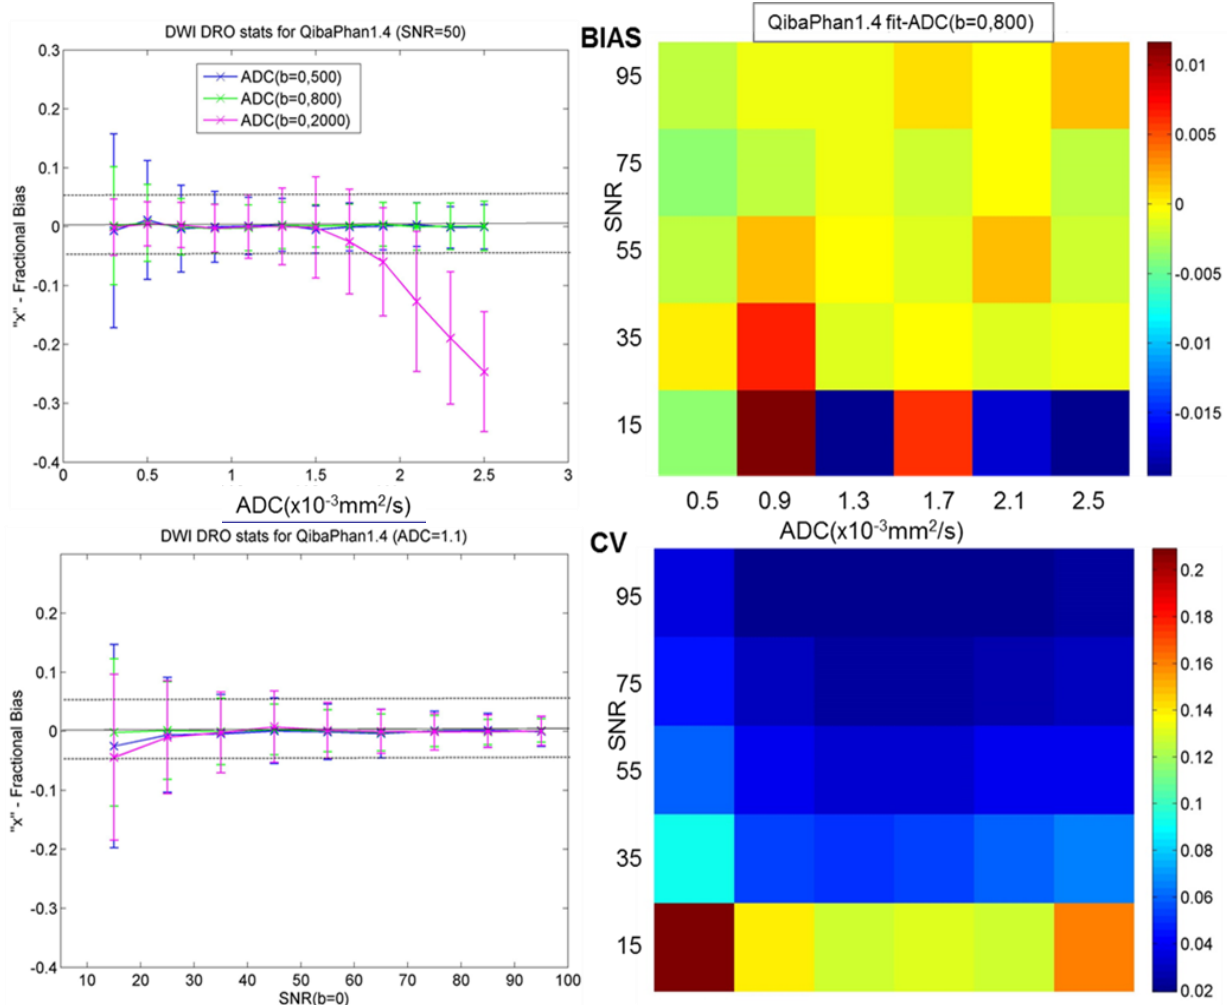 DWI DRO stats for QibaPhan1.4 (SNR=50)
0.3
0.2
0.1
0
-0.1
-0.2
-0.3
-0.4
"x" - Fractional Bias
ADC(b=0,500)
ADC(b=0,800)
ADC(b=0,2000)
0 0.5 1 1.5 2 2.5 3
ADC(x10⁻³mm²/s)
BIAS
QibaPhan1.4 fit-ADC(b=0,800)
95
75
55
35
15
SNR
0.5 0.9 1.3 1.7 2.1 2.5
ADC(x10⁻³mm²/s)
0.01
0.005
0
-0.005
-0.01
-0.015
DWI DRO stats for QibaPhan1.4 (ADC=1.1)
0.2
0.1
0
-0.1
-0.2
-0.3
-0.4
"x" - Fractional Bias
10 20 30 40 50 60 70 80 90 100
SNR(b=0)
CV
95
75
55
35
15
SNR
0.2
0.18
0.16
0.14
0.12
0.1
0.08
0.06
0.04
0.02